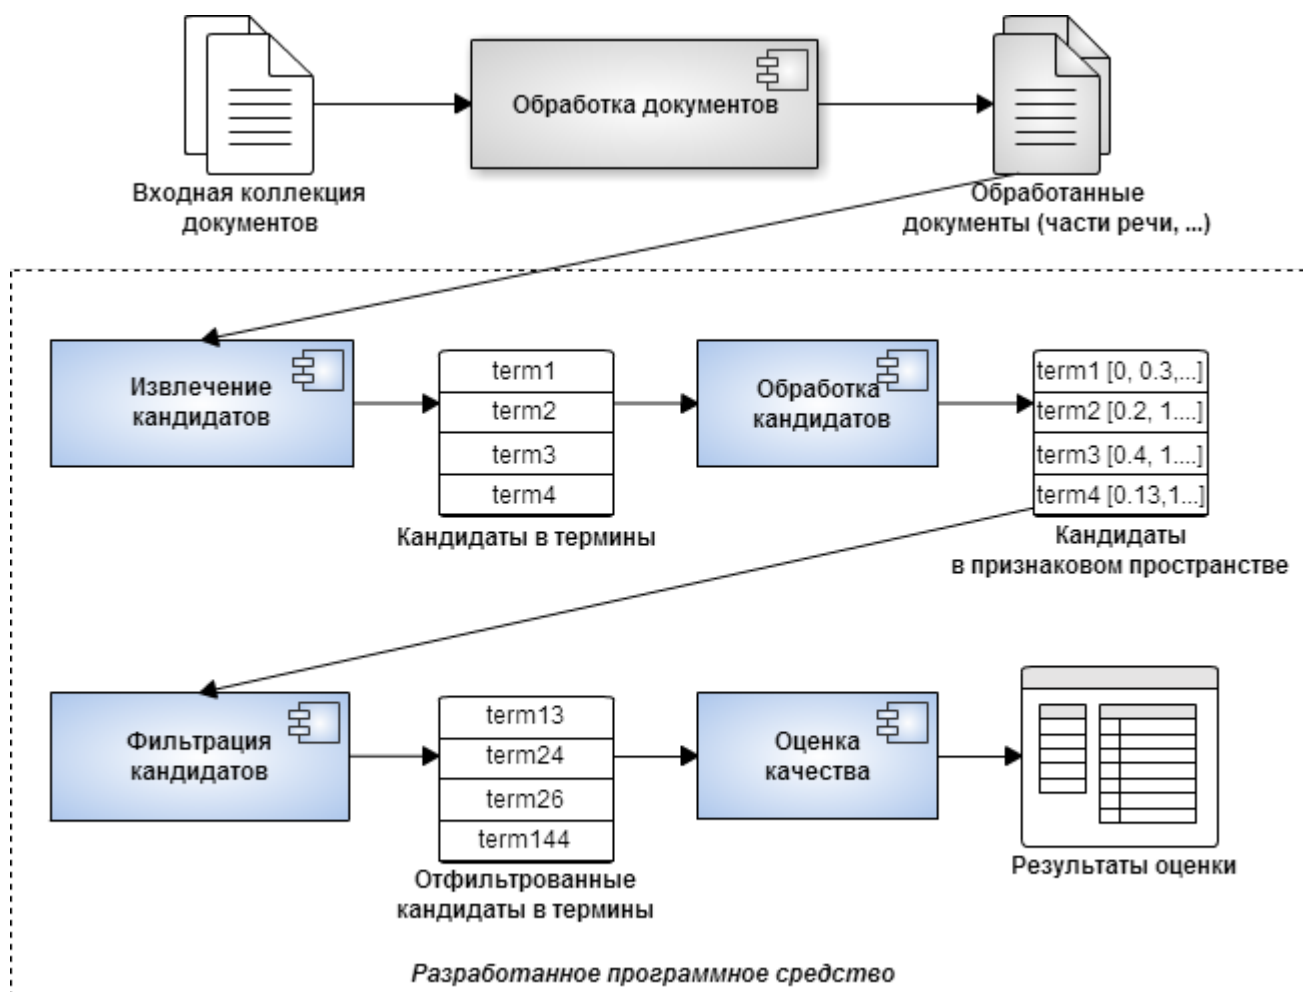 Обработка документов
Входная коллекция
документов
Обработанные
документы (части речи, ...)
Извлечение
кандидатов
term1
term2
term3
term4
Кандидаты в термины
Обработка
кандидатов
term1 [0, 0.3,...]
term2 [0.2, 1....]
term3 [0.4, 1....]
term4 [0.13,1...]
Кандидаты
в признаковом пространстве
Фильтрация
кандидатов
term13
term24
term26
term144
Отфильтрованные
кандидаты в термины
Оценка
качества
Результаты оценки
Разработанное программное средство